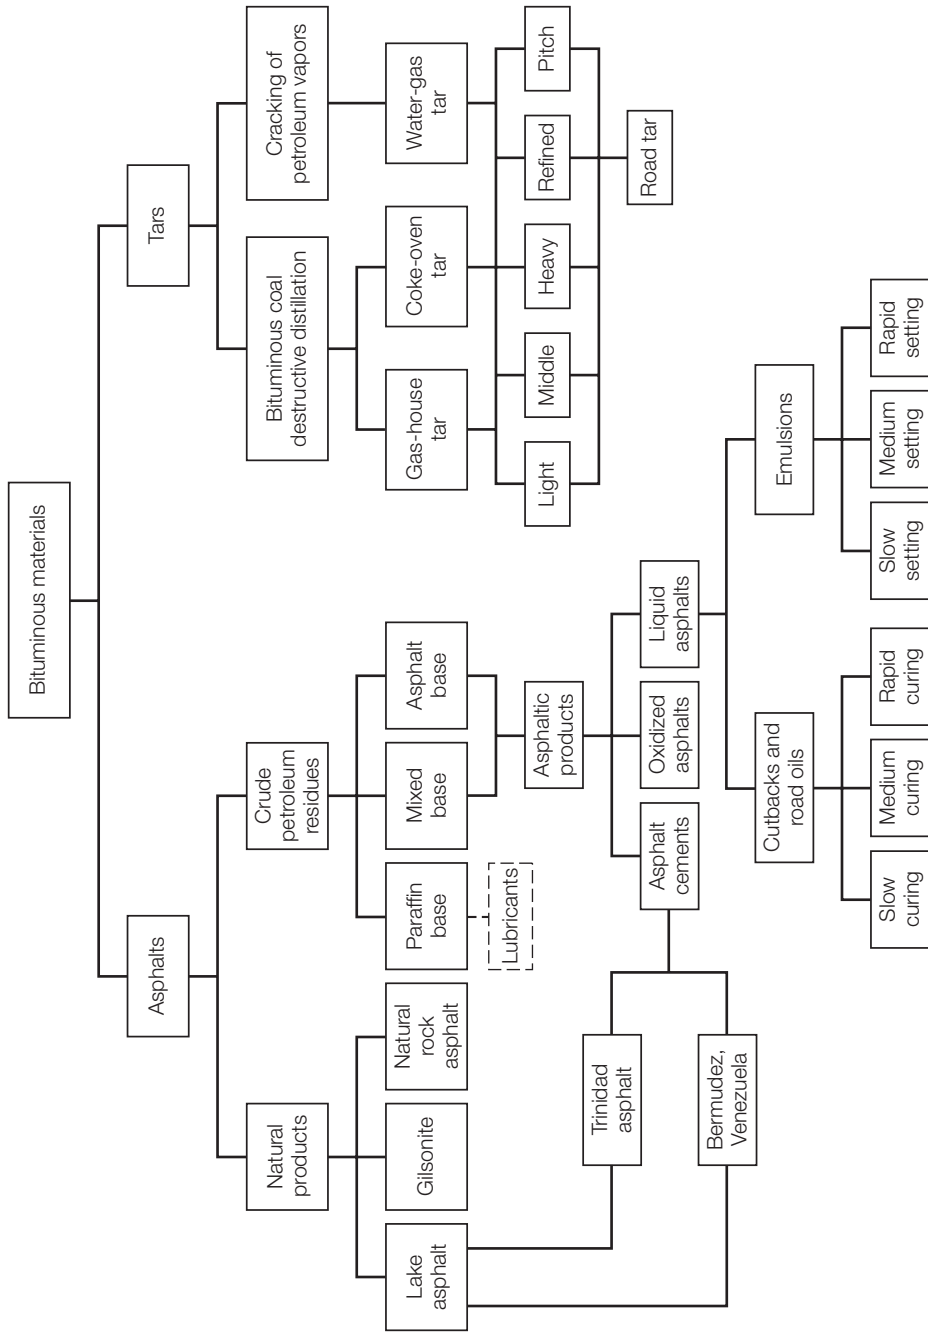 Bituminous materials
Asphalts
Tars
Natural
products
Crude
petroleum
residues
Bituminous coal
destructive distillation
Cracking of
petroleum vapors
Lake
asphalt
Gilsonite
Natural
rock
asphalt
Paraffin
base
Mixed
base
Asphalt
base
Gas-house
tar
Coke-oven
tar
Water-gas
tar
Lubricants
Asphaltic
products
Light
Middle
Heavy
Refined
Pitch
Trinidad
asphalt
Asphalt
cements
Oxidized
asphalts
Liquid
asphalts
Road tar
Bermudez,
Venezuela
Cutbacks and
road oils
Emulsions
Slow
curing
Medium
curing
Rapid
curing
Slow
setting
Medium
setting
Rapid
setting